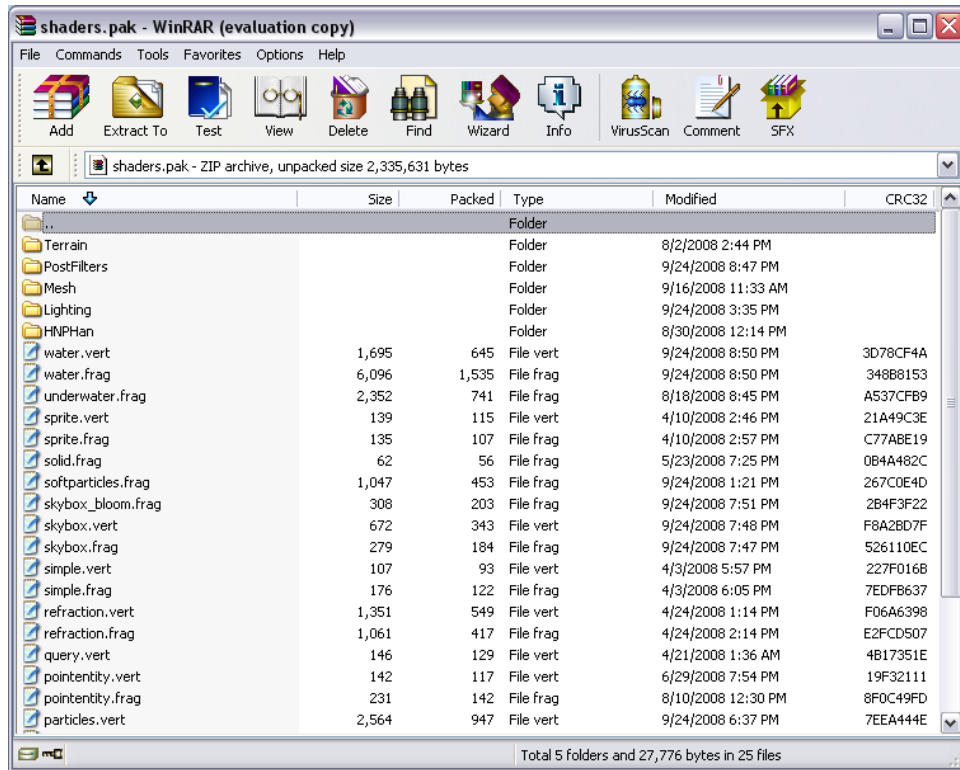 shaders.pak - WinRAR (evaluation copy)
File Commands Tools Favorites Options Help
Add Extract To Test View Delete Find Wizard Info VirusScan Comment SFX
shaders.pak - ZIP archive, unpacked size 2,335,631 bytes
Name Size Packed Type Modified CRC32
.. Folder
Terrain Folder 8/2/2008 2:44 PM
PostFilters Folder 9/24/2008 8:47 PM
Mesh Folder 9/16/2008 11:33 AM
Lighting Folder 9/24/2008 3:35 PM
HNPHan Folder 8/30/2008 12:14 PM
water.vert 1,695 645 File vert 9/24/2008 8:50 PM 3D78CF4A
water.frag 6,096 1,535 File frag 9/24/2008 8:50 PM 348B8153
underwater.frag 2,352 741 File frag 8/18/2008 8:45 PM A537CFB9
sprite.vert 139 115 File vert 4/10/2008 2:46 PM 21A49C3E
sprite.frag 135 107 File frag 4/10/2008 2:57 PM C77ABE19
solid.frag 62 56 File frag 5/23/2008 7:25 PM 0B4A482C
softparticles.frag 1,047 453 File frag 9/24/2008 1:21 PM 267C0E4D
skybox_bloom.frag 308 203 File frag 9/24/2008 7:51 PM 2B4F3F22
skybox.vert 672 343 File vert 9/24/2008 7:48 PM F8A2BD7F
skybox.frag 279 184 File frag 9/24/2008 7:47 PM 526110EC
simple.vert 107 93 File vert 4/3/2008 5:57 PM 227F016B
simple.frag 176 122 File frag 4/3/2008 6:05 PM 7EDFB637
refraction.vert 1,351 549 File vert 4/24/2008 1:14 PM F06A6398
refraction.frag 1,061 417 File frag 4/24/2008 2:14 PM E2FCD507
query.vert 146 129 File vert 4/21/2008 1:36 AM 4B17351E
pointentity.vert 142 117 File vert 6/29/2008 7:54 PM 19F32111
pointentity.frag 231 142 File frag 8/10/2008 12:30 PM 8F0C49FD
particles.vert 2,564 947 File vert 9/24/2008 6:37 PM 7EEA444E
Total 5 folders and 27,776 bytes in 25 files